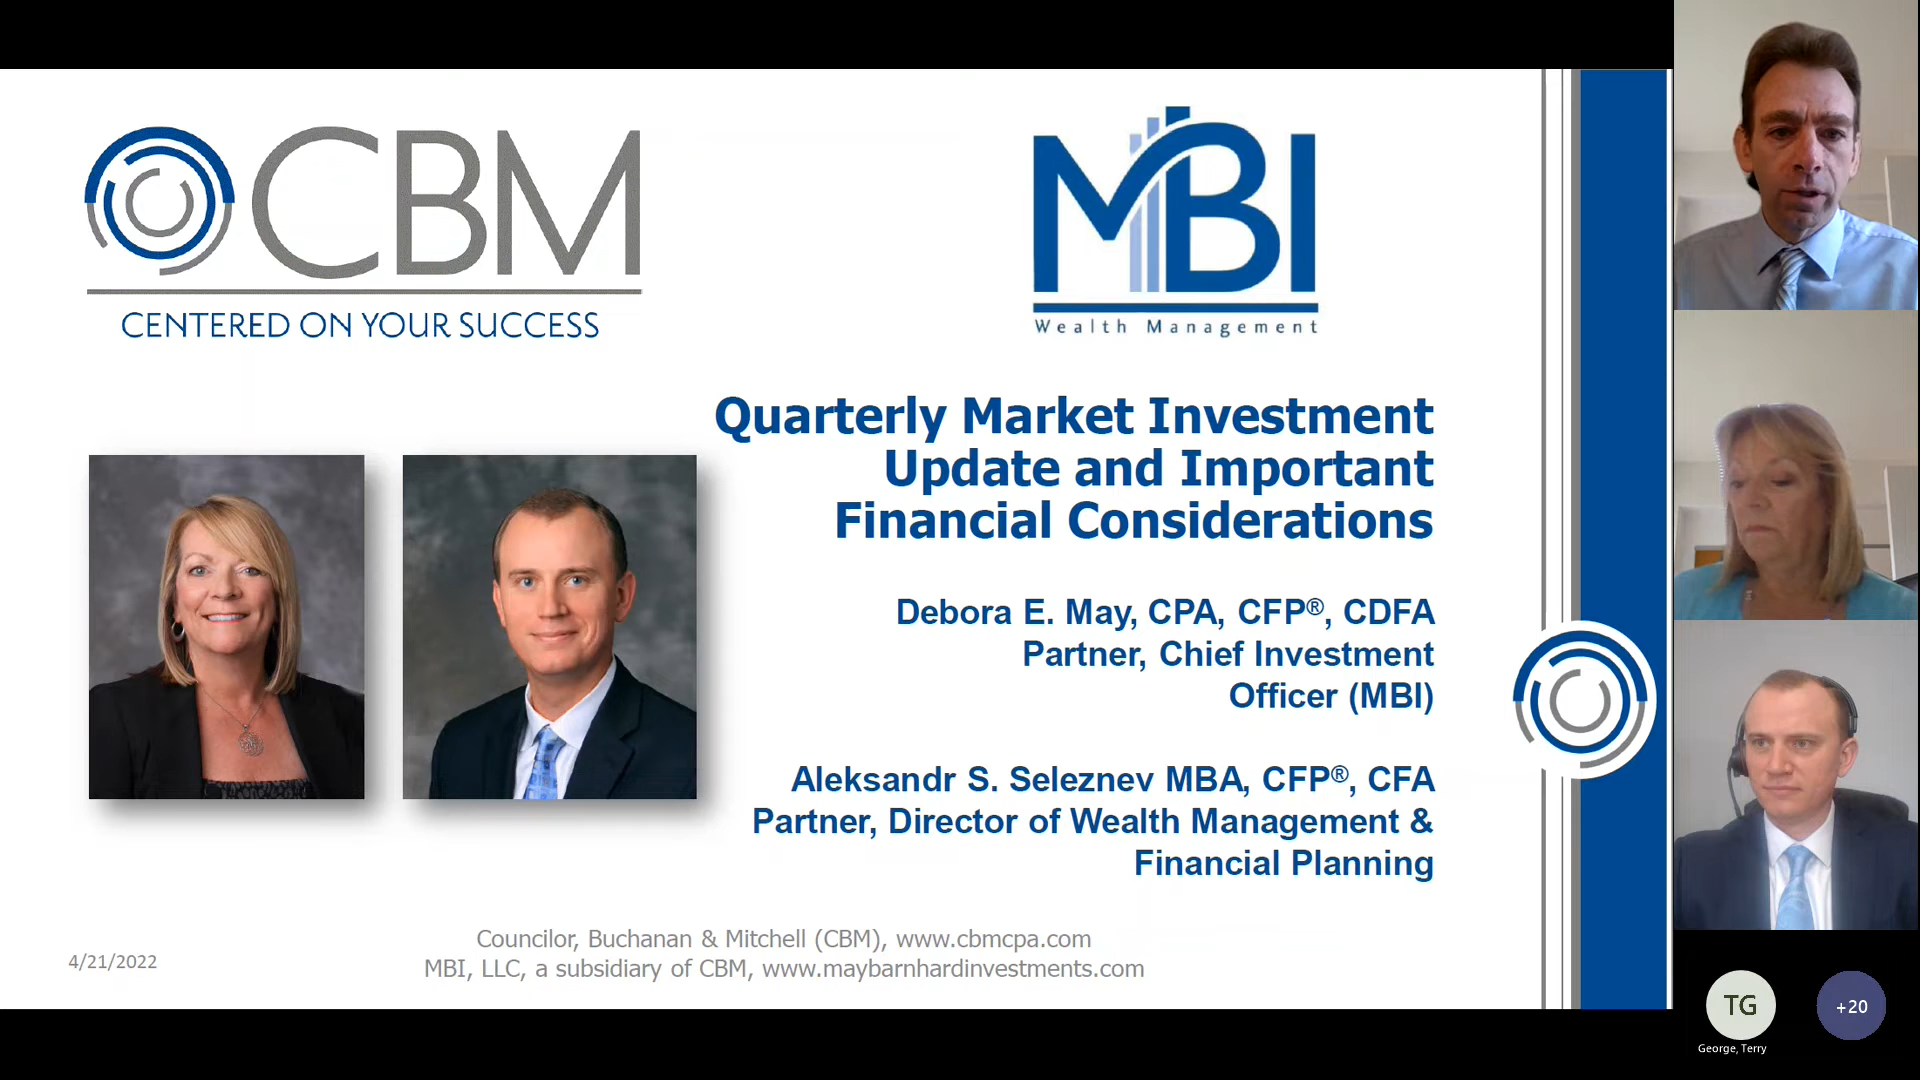 CBM
CENTERED ON YOUR SUCCESS
MBI
Wealth Management
Quarterly Market Investment
Update and Important
Financial Considerations
Debora E. May, CPA, CFP®, CDFA
Partner, Chief Investment
Officer (MBI)
Aleksandr S. Seleznev MBA, CFP®, CFA
Partner, Director of Wealth Management &
Financial Planning
Councilor, Buchanan & Mitchell (CBM), www.cbmcpa.com
MBI, LLC, a subsidiary of CBM, www.maybarnhardinvestments.com
4/21/2022
TG
+20
George, Terry